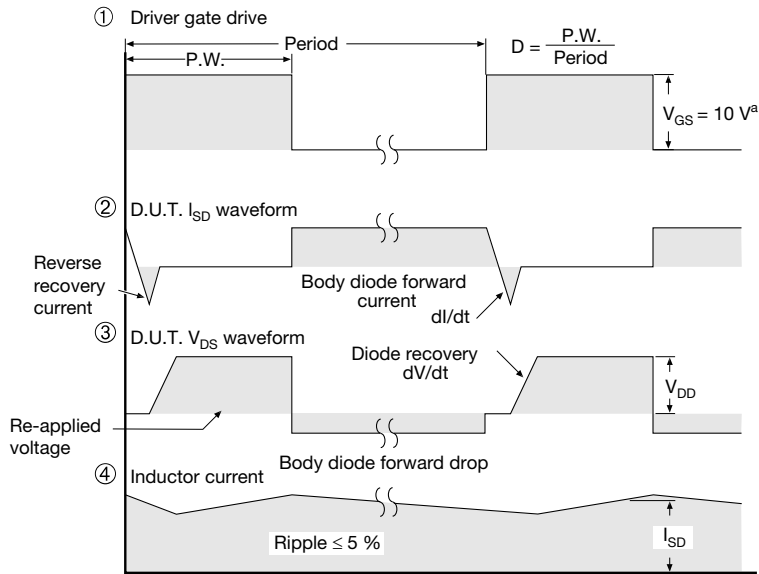 ① Driver gate drive
Period
P.W.
D = P.W.
Period
V_GS = 10 V^a
② D.U.T. I_SD waveform
Reverse
recovery
current
Body diode forward
current
dI/dt
③ D.U.T. V_DS waveform
Diode recovery
dV/dt
V_DD
Re-applied
voltage
Body diode forward drop
④ Inductor current
Ripple ≤ 5 %
I_SD